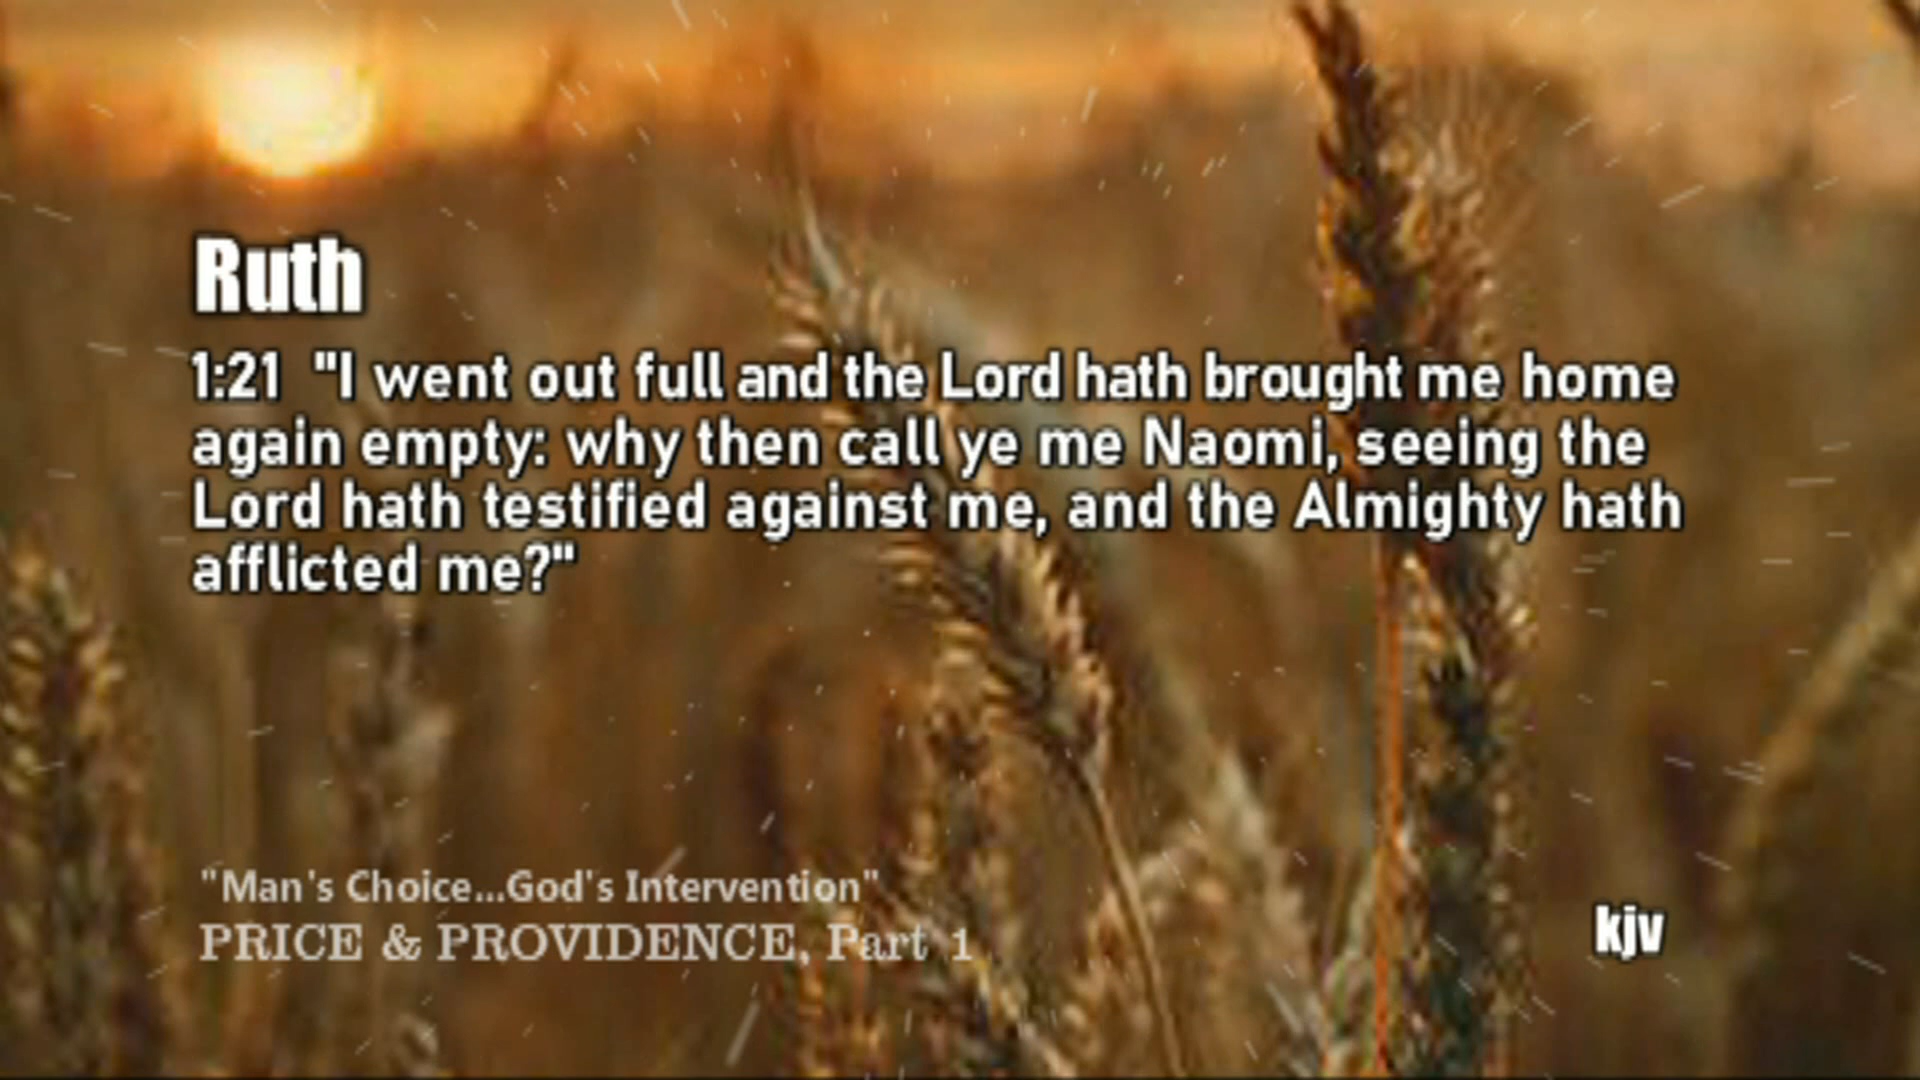 Ruth
1:21 "I went out full and the Lord hath brought me home
again empty: why then call ye me Naomi, seeing the
Lord hath testified against me, and the Almighty hath
afflicted me?"
"Man's Choice...God's Intervention"
PRICE & PROVIDENCE, Part 1
kjv